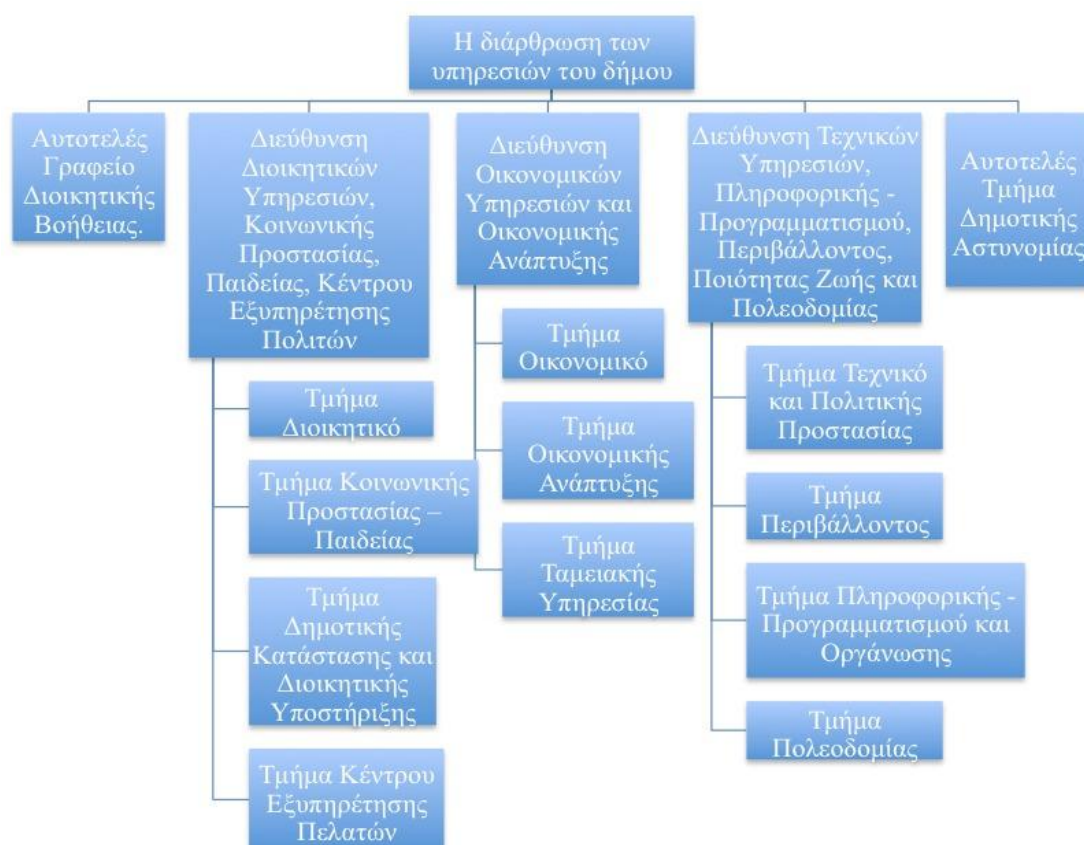 Η διάρθρωση των
υπηρεσιών του δήμου
Αυτοτελές
Γραφείο
Διοικητικής
Βοήθειας.
Διεύθυνση
Διοικητικών
Υπηρεσιών,
Κοινωνικής
Προστασίας,
Παιδείας, Κέντρου
Εξυπηρέτησης
Πολιτών
Τμήμα
Διοικητικό
Τμήμα Κοινωνικής
Προστασίας –
Παιδείας
Τμήμα
Δημοτικής
Κατάστασης και
Διοικητικής
Υποστήριξης
Τμήμα Κέντρου
Εξυπηρέτησης
Πελατών
Διεύθυνση
Οικονομικών
Υπηρεσιών και
Οικονομικής
Ανάπτυξης
Τμήμα
Οικονομικό
Τμήμα
Οικονομικής
Ανάπτυξης
Τμήμα
Ταμειακής
Υπηρεσίας
Διεύθυνση Τεχνικών
Υπηρεσιών,
Πληροφορικής -
Προγραμματισμού,
Περιβάλλοντος,
Ποιότητας Ζωής και
Πολεοδομίας
Τμήμα Τεχνικό
και Πολιτικής
Προστασίας
Τμήμα
Περιβάλλοντος
Τμήμα Πληροφορικής -
Προγραμματισμού και
Οργάνωσης
Τμήμα
Πολεοδομίας
Αυτοτελές
Τμήμα
Δημοτικής
Αστυνομίας